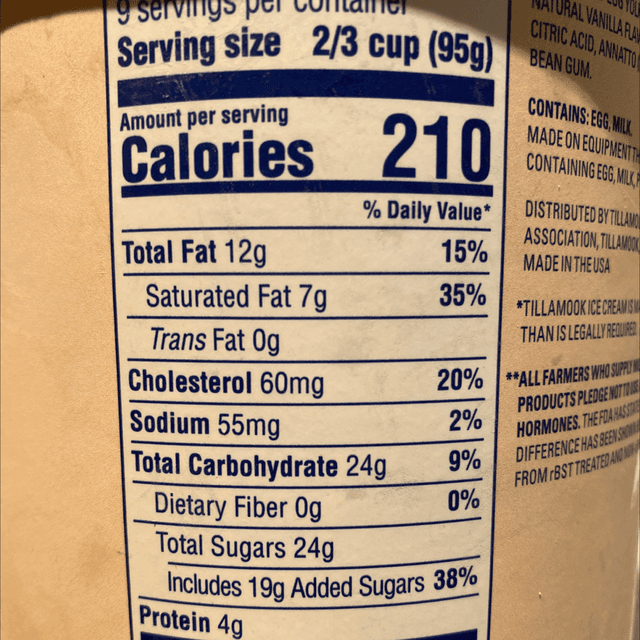 9 servings per container
Serving size 2/3 cup (95g)
Amount per serving
Calories 210
% Daily Value*
Total Fat 12g 15%
Saturated Fat 7g 35%
Trans Fat 0g
Cholesterol 60mg 20%
Sodium 55mg 2%
Total Carbohydrate 24g 9%
Dietary Fiber 0g 0%
Total Sugars 24g
Includes 19g Added Sugars 38%
Protein 4g
NATURAL VANILLA
CITRIC ACID, ANNATTO
BEAN GUM.
CONTAINS: EGG, MILK
MADE ON EQUIPMENT
CONTAINING EGG, MILK,
DISTRIBUTED BY
ASSOCIATION,
MADE IN THE USA
*TILLAMOOK ICE CREAM IS
THAN IS LEGALLY REQUIRED
**ALL FARMERS WHO SUPPLY
PRODUCTS PLEDGE NOT TO
HORMONES. THE FDA HAS
DIFFERENCE HAS BEEN
FROM rBST TREATED AND